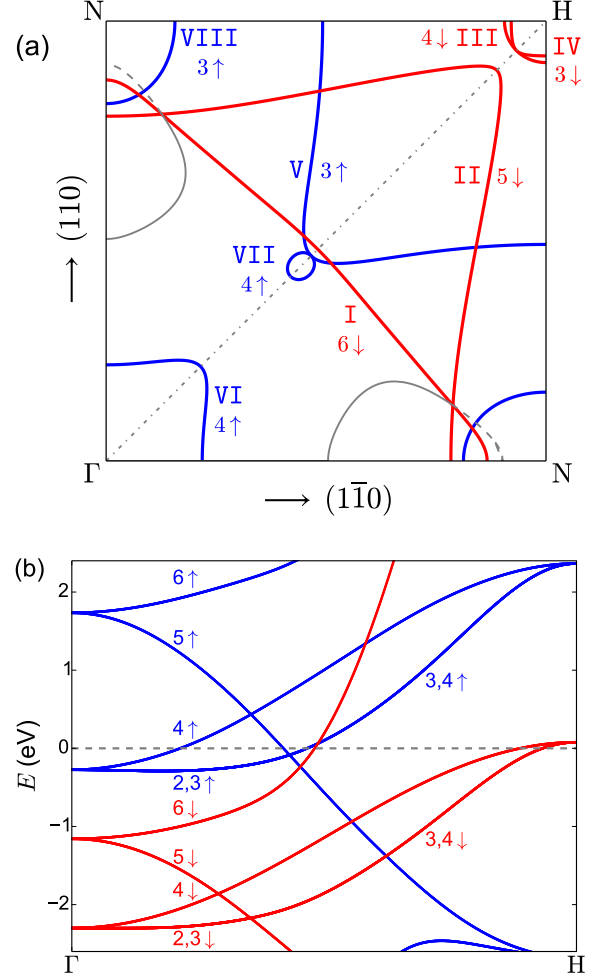 (a)
N
H
VIII
3↑
4↓ III
IV
3↓
V 3↑
II 5↓
VII
4↑
I
6↓
VI
4↑
⟶ (110)
Γ
N
⟶ (11̅0)
(b)
E (eV)
2
1
0
−1
−2
6↑
5↑
4↑
3,4↑
2,3↑
6↓
5↓
4↓
3,4↓
2,3↓
Γ
H